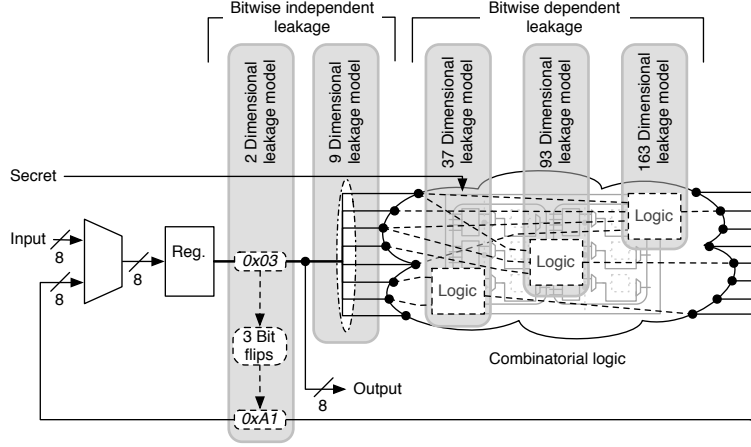 Bitwise independent
leakage
Bitwise dependent
leakage
2 Dimensional
leakage model
9 Dimensional
leakage model
37 Dimensional
leakage model
93 Dimensional
leakage model
163 Dimensional
leakage model
Secret
Logic
Input
8
Reg.
0x03
Logic
8
8
Logic
3 Bit
flips
Combinatorial logic
Output
8
0xA1